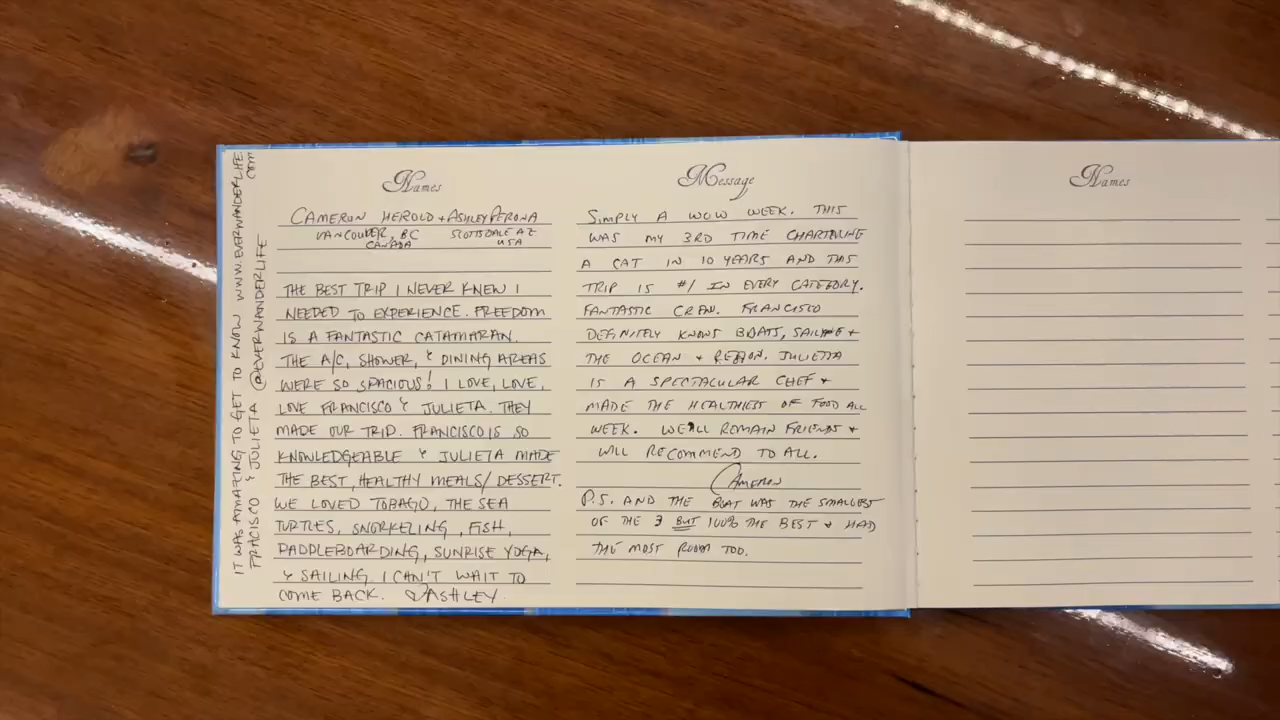 Names
CAMERON HEROLD + ASHLEY PERONA
VANCOUVER, BC SCOTTSDALE AZ
CANADA USA
THE BEST TRIP I NEVER KNEW I
NEEDED TO EXPERIENCE. FREEDOM
IS A FANTASTIC CATAMARAN.
THE A/C, SHOWER, & DINING AREAS
WERE SO SPACIOUS! I LOVE, LOVE,
LOVE FRANCISCO & JULIETA. THEY
MADE OUR TRIP. FRANCISCO IS SO
KNOWLEDGEABLE & JULIETA MADE
THE BEST, HEALTHY MEALS/DESSERT.
WE LOVED TOBAGO, THE SEA
TURTLES, SNORKELING, FISH,
PADDLEBOARDING, SUNRISE YOGA,
& SAILING. I CAN'T WAIT TO
COME BACK. ♡ASHLEY
IT WAS AMAZING TO GET TO KNOW WWW.EVERWANDERLIFE
.COM
FRACISCO & JULIETA @EVERWANDERLIFE
Message
SIMPLY A WOW WEEK. THIS
WAS MY 3RD TIME CHARTERING
A CAT IN 10 YEARS AND THIS
TRIP IS #1 IN EVERY CATEGORY.
FANTASTIC CREW. FRANCISCO
DEFINITELY KNOWS BOATS, SAILING +
THE OCEAN + REGION. JULIETTA
IS A SPECTACULAR CHEF +
MADE THE HEALTHIEST OF FOOD ALL
WEEK. WE'LL REMAIN FRIENDS +
WILL RECOMMEND TO ALL.
CAMERON
P.S. AND THE BOAT WAS THE SMALLEST
OF THE 3 BUT 100% THE BEST + HAD
THE MOST ROOM TOO.
Names